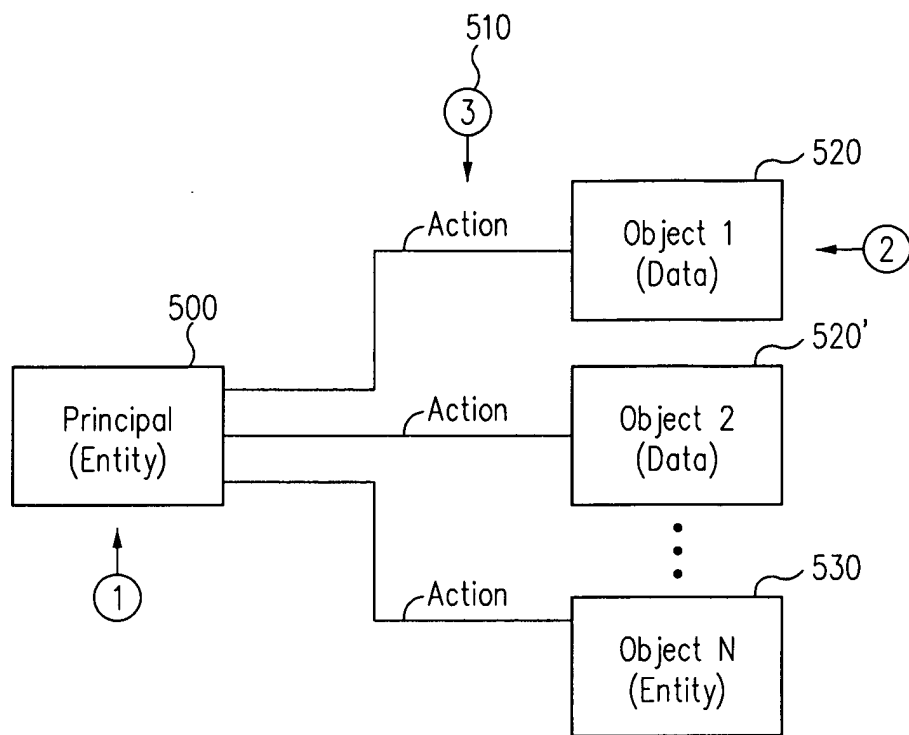 510
3
520
Action
Object 1
(Data)
2
500
520'
Principal
(Entity)
Action
Object 2
(Data)
1
530
Action
Object N
(Entity)